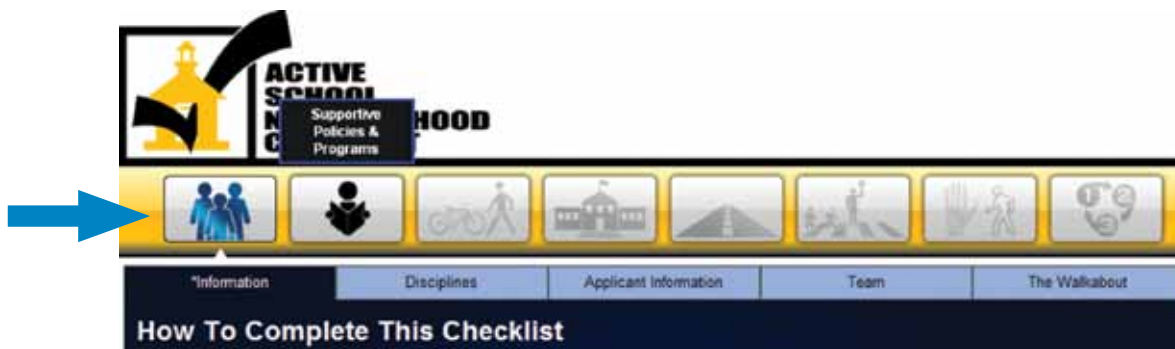 ACTIVE
SCHOOL
HOOD
Supportive
Policies &
Programs
*Information
Disciplines
Applicant Information
Team
The Walkabout
How To Complete This Checklist